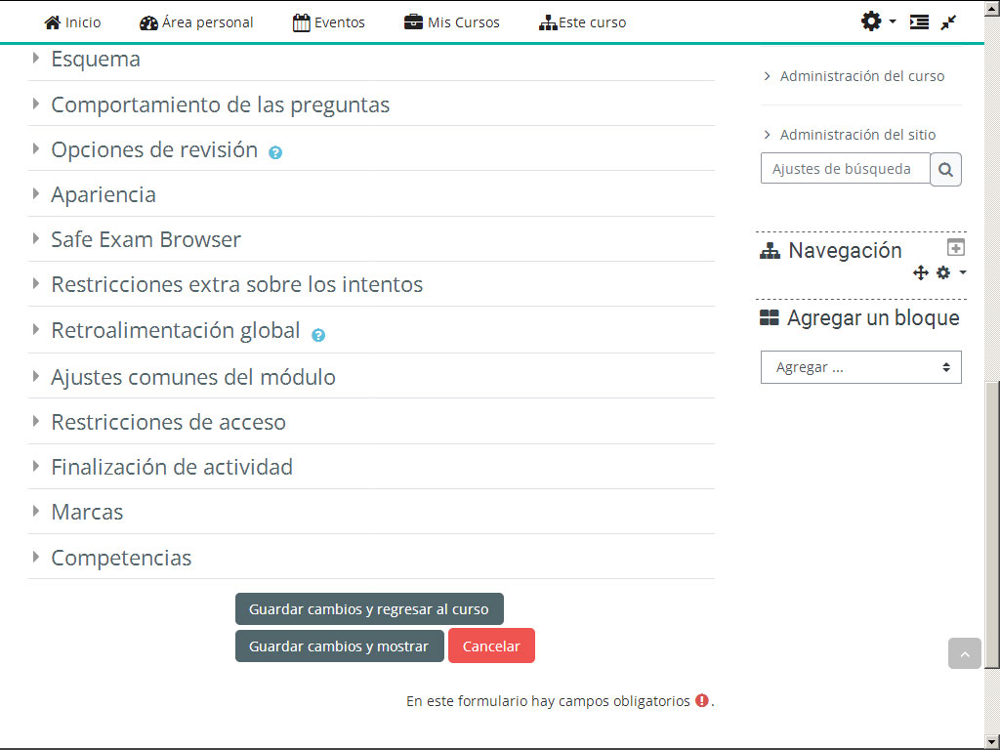 Inicio Área personal Eventos Mis Cursos Este curso
Esquema
Comportamiento de las preguntas
Opciones de revisión
Apariencia
Safe Exam Browser
Restricciones extra sobre los intentos
Retroalimentación global
Ajustes comunes del módulo
Restricciones de acceso
Finalización de actividad
Marcas
Competencias
Guardar cambios y regresar al curso
Guardar cambios y mostrar Cancelar
En este formulario hay campos obligatorios .
Administración del curso
Administración del sitio
Ajustes de búsqueda
Navegación
Agregar un bloque
Agregar ...